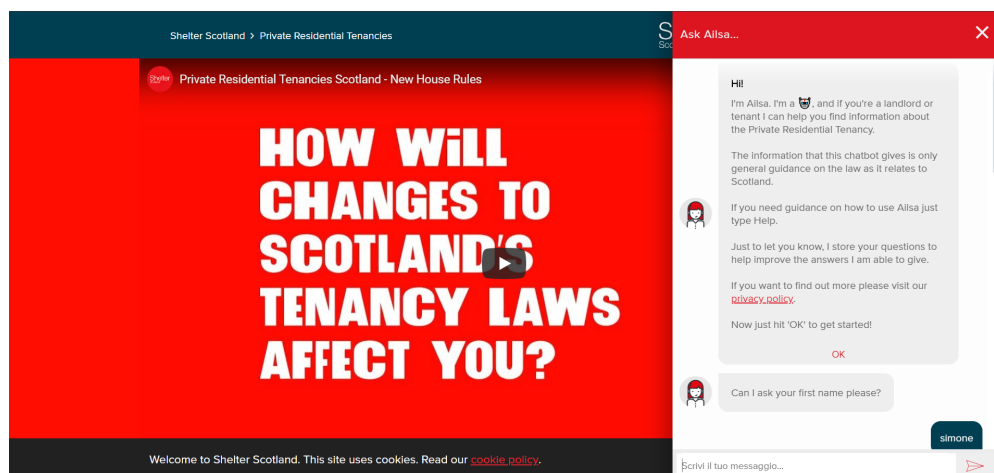 Shelter Scotland > Private Residential Tenancies
Ask Ailsa...
Shelter
Private Residential Tenancies Scotland - New House Rules
HOW WiLL
CHANGES TO
SCOTLAND'S
TENANCY LAWS
AFFECT YOU?
Welcome to Shelter Scotland. This site uses cookies. Read our cookie policy.
Hi!
I'm Ailsa. I'm a 🤖, and if you're a landlord or
tenant I can help you find information about
the Private Residential Tenancy.
The information that this chatbot gives is only
general guidance on the law as it relates to
Scotland.
If you need guidance on how to use Ailsa just
type Help.
Just to let you know, I store your questions to
help improve the answers I am able to give.
If you want to find out more please visit our
privacy policy.
Now just hit 'OK' to get started!
OK
Can I ask your first name please?
simone
Scrivi il tuo messaggio...